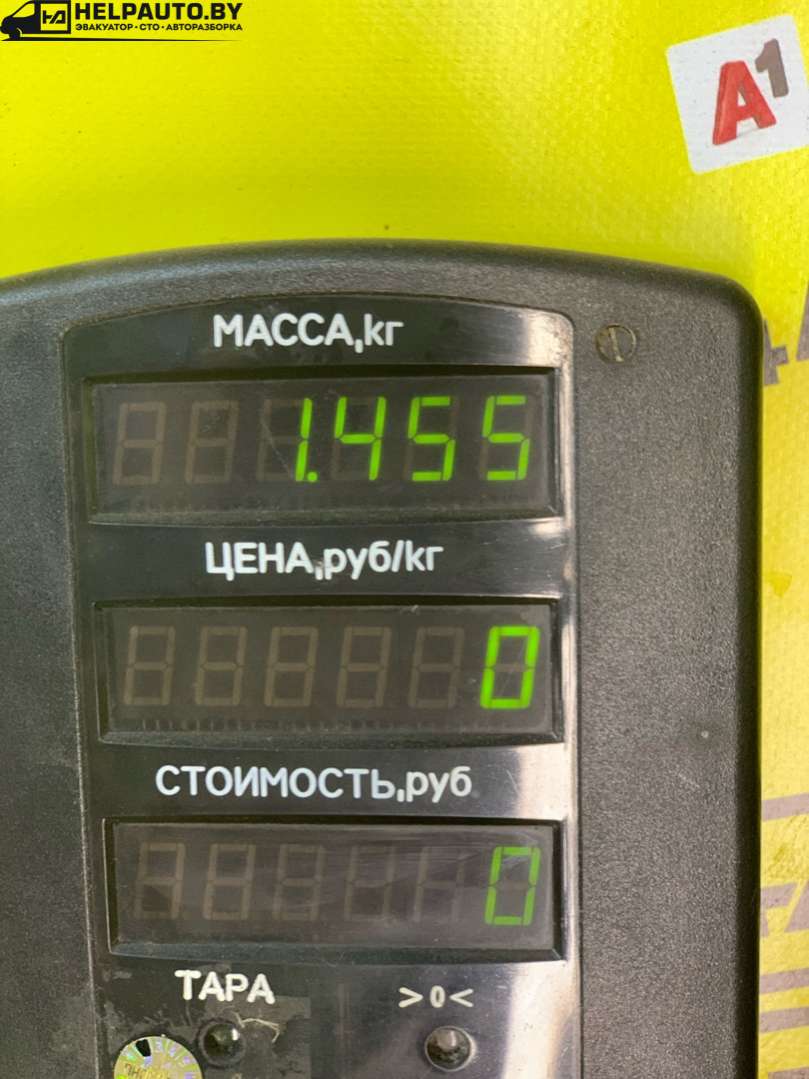 HELPAUTO.BY
ЭВАКУАТОР • СТО • АВТОРАЗБОРКА
A1
МАССА,кг
1.455
ЦЕНА,руб/кг
0
СТОИМОСТЬ,руб
0
ТАРА >0<